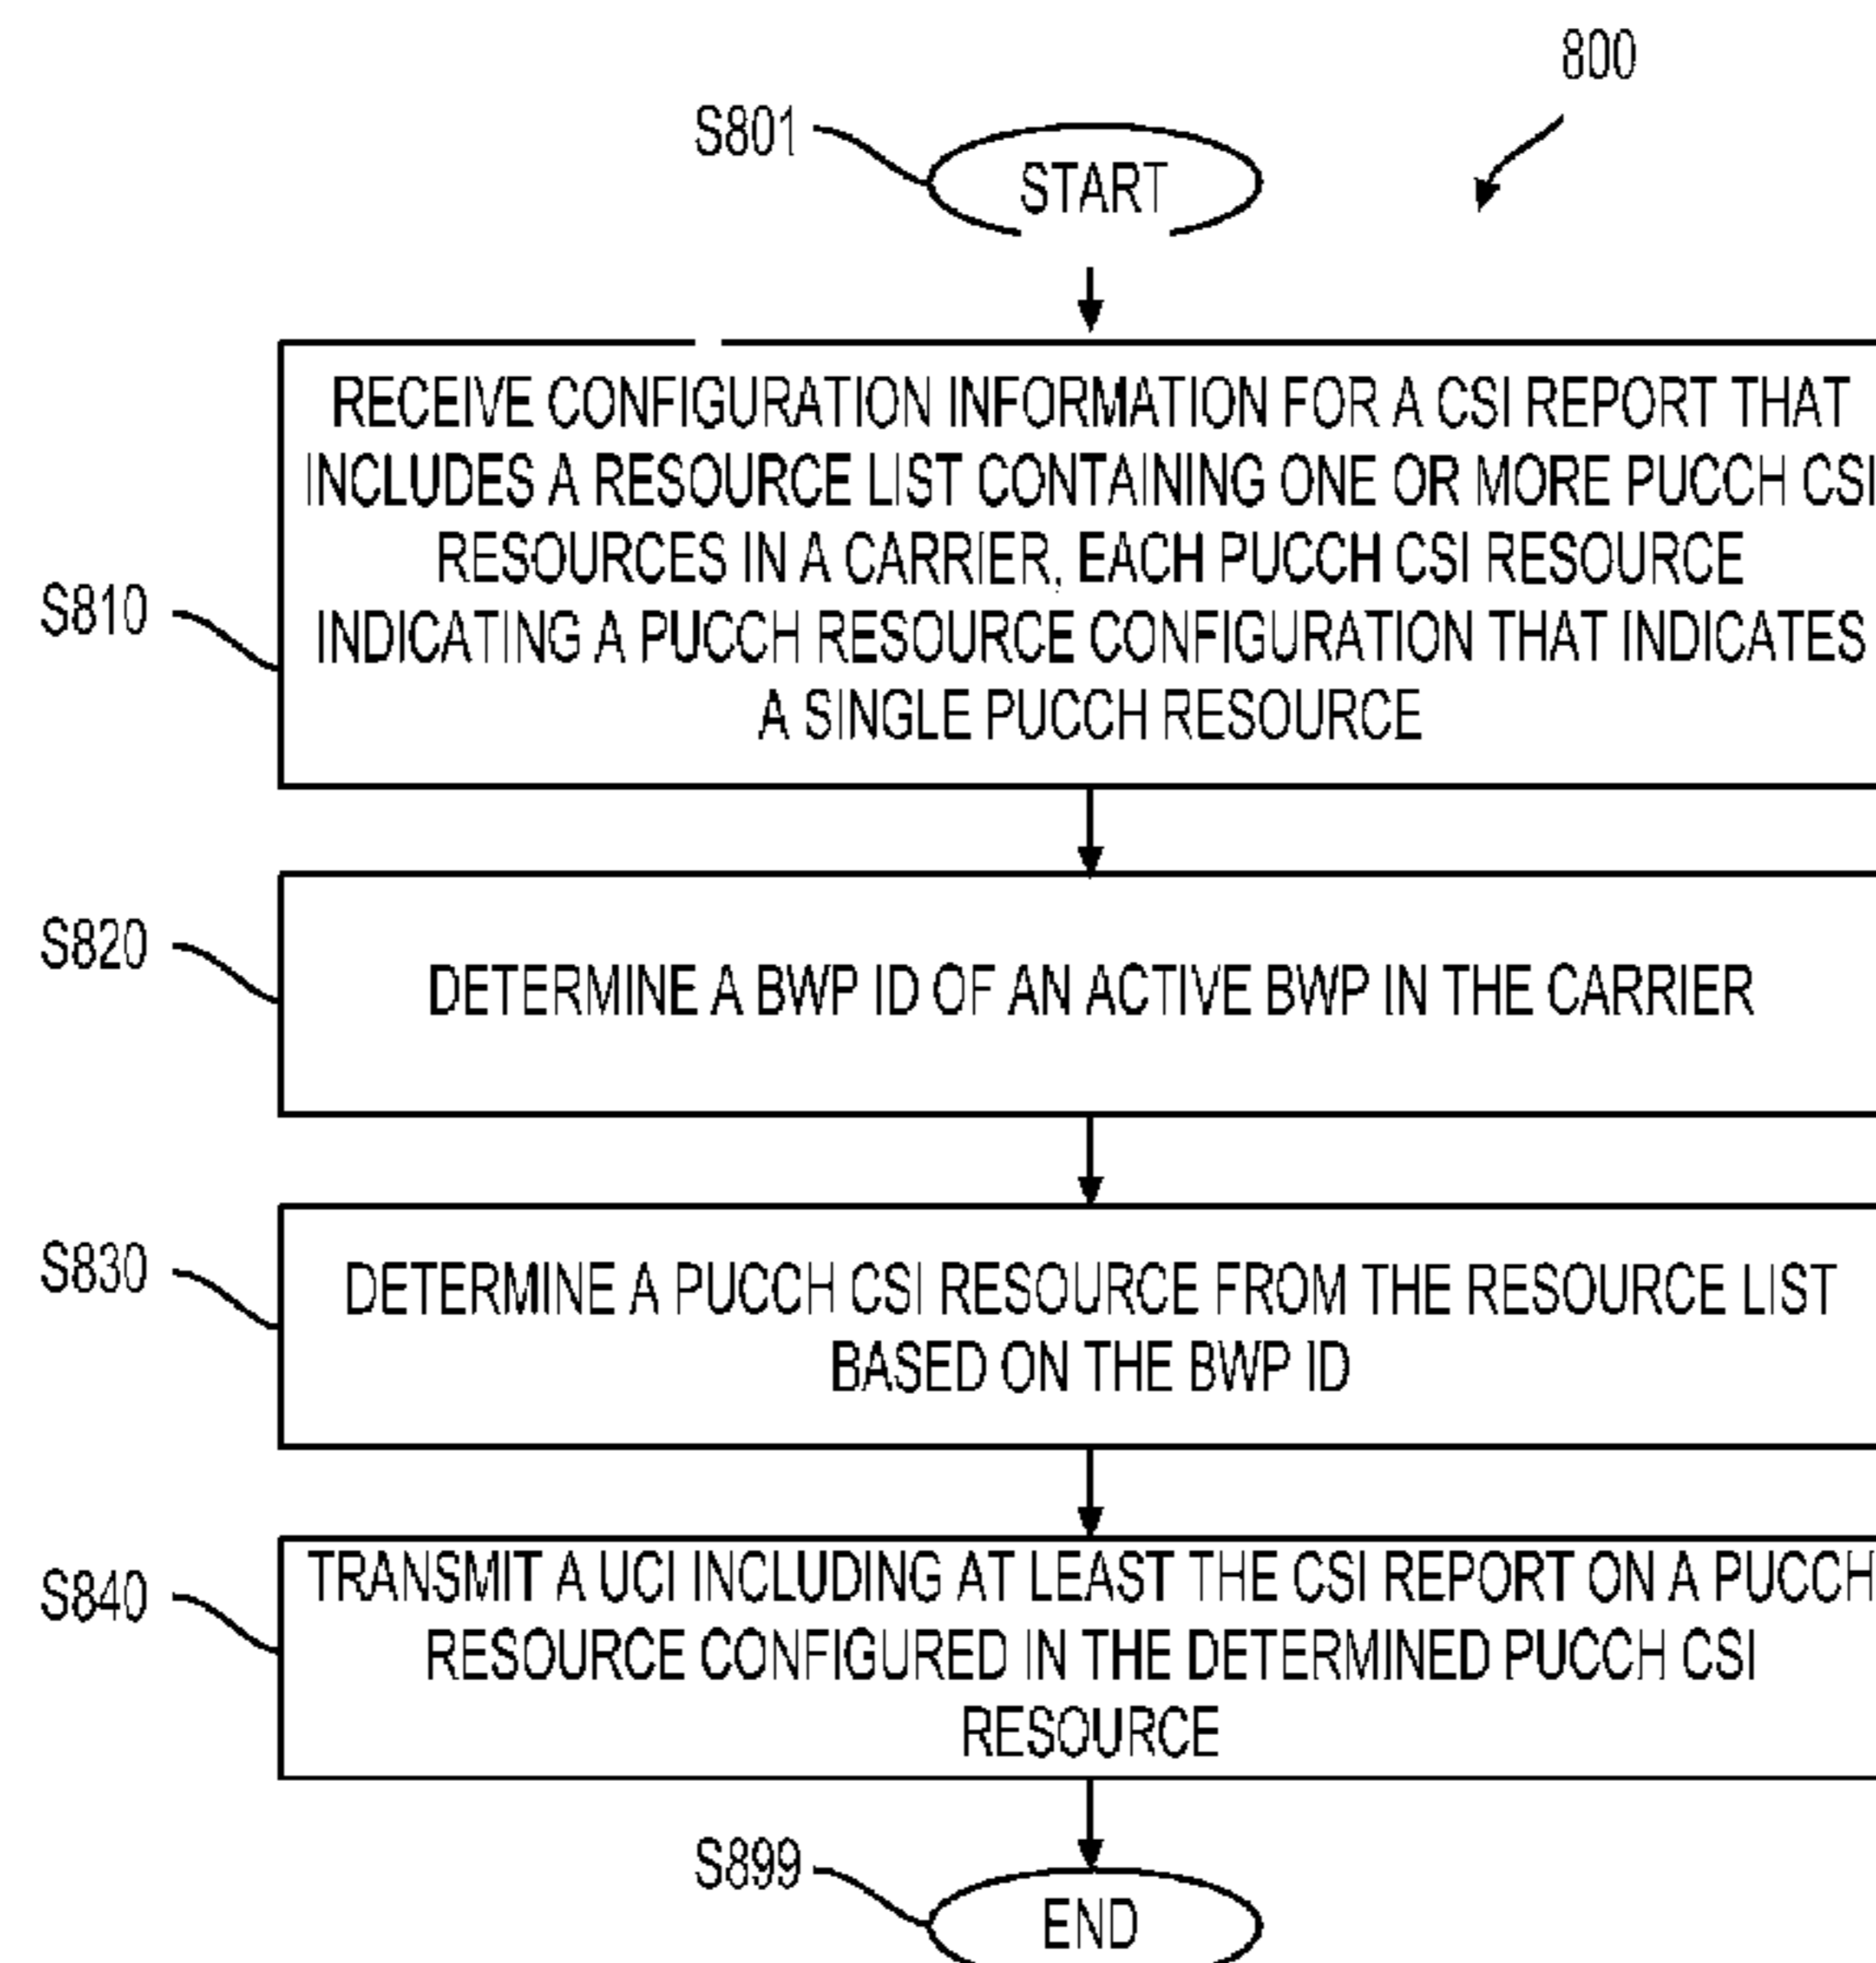 800
S801
START
RECEIVE CONFIGURATION INFORMATION FOR A CSI REPORT THAT
INCLUDES A RESOURCE LIST CONTAINING ONE OR MORE PUCCH CSI
RESOURCES IN A CARRIER, EACH PUCCH CSI RESOURCE
INDICATING A PUCCH RESOURCE CONFIGURATION THAT INDICATES
A SINGLE PUCCH RESOURCE
S810
DETERMINE A BWP ID OF AN ACTIVE BWP IN THE CARRIER
S820
DETERMINE A PUCCH CSI RESOURCE FROM THE RESOURCE LIST
BASED ON THE BWP ID
S830
TRANSMIT A UCI INCLUDING AT LEAST THE CSI REPORT ON A PUCCH
RESOURCE CONFIGURED IN THE DETERMINED PUCCH CSI
RESOURCE
S840
S899
END